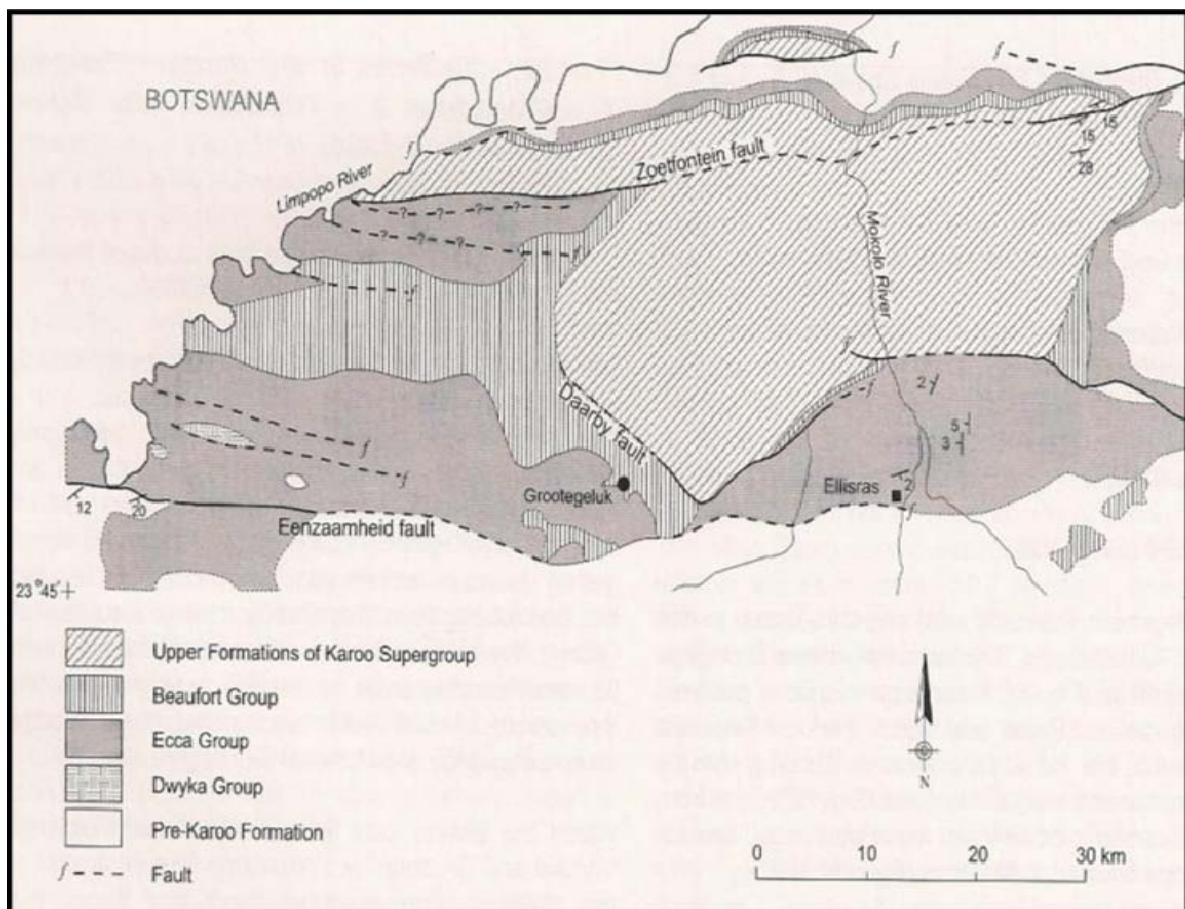 f
f
BOTSWANA
15
15
f
Zoetfontein fault
28
Limpopo River
? ? ? ?
? ? ?
f
Mokolo River
f
f
Daarby fault
f
2
f
5
3
f
Grootegeluk
Ellisras
2
12
20
Eenzaamheid fault
f
23°45'+
Upper Formations of Karoo Supergroup
Beaufort Group
Ecca Group
Dwyka Group
Pre-Karoo Formation
f Fault
N
0 10 20 30 km